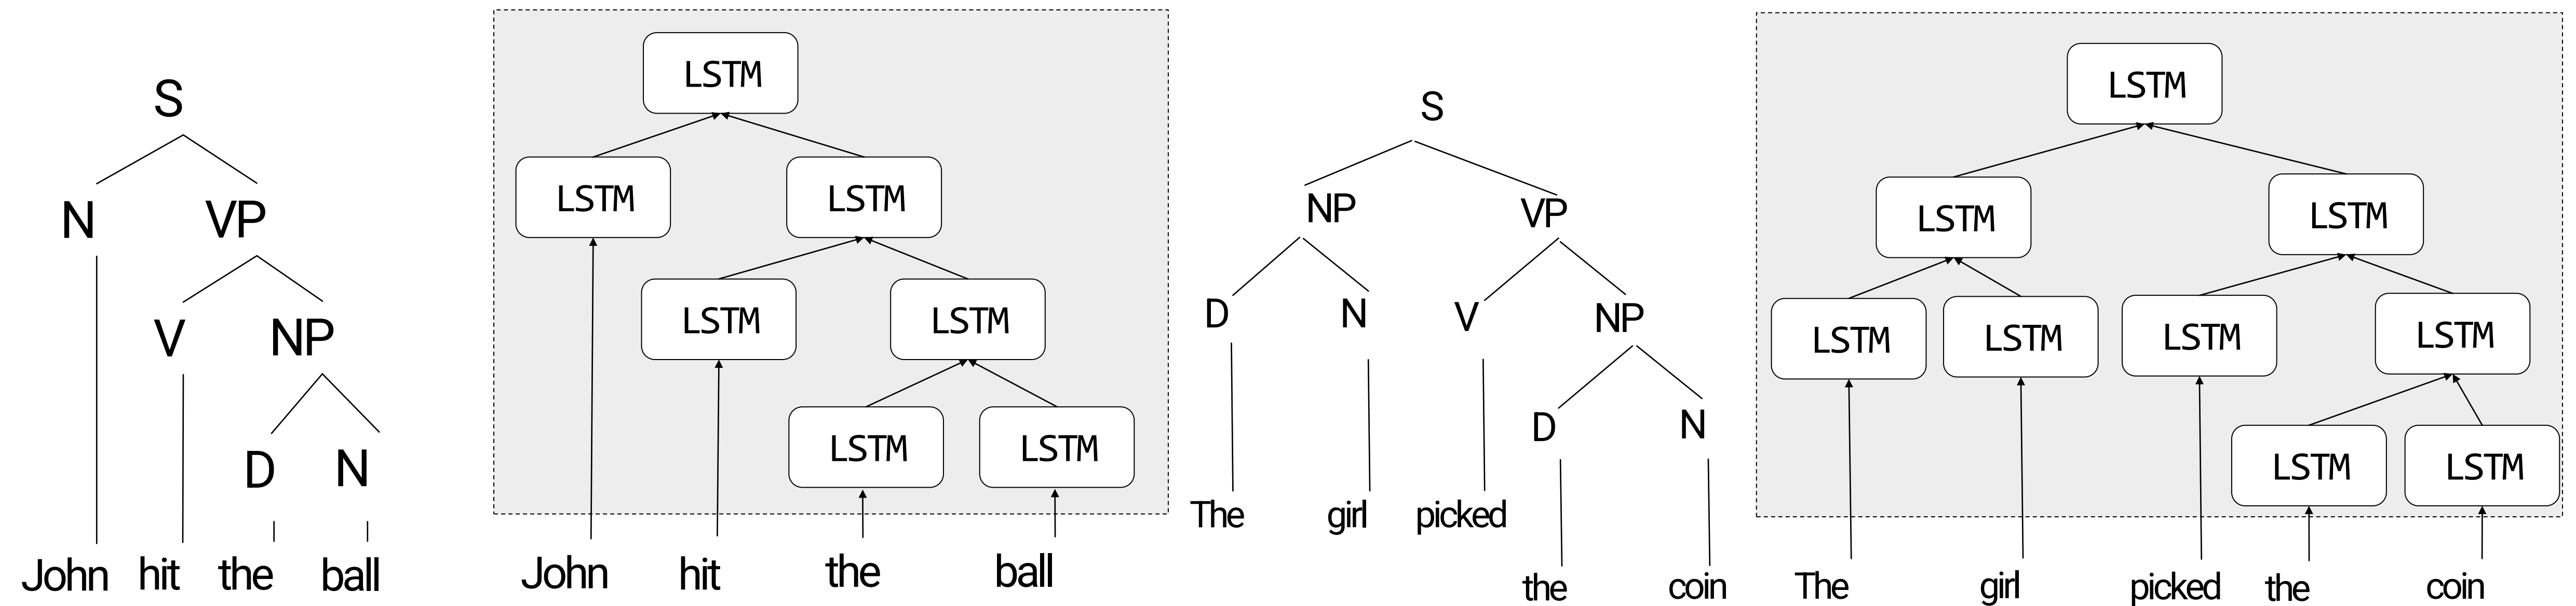 S
N VP
V NP
D N
John hit the ball
LSTM
LSTM LSTM
LSTM LSTM
LSTM LSTM
John hit the ball
S
NP VP
D N V NP
D N
The girl picked
the coin
LSTM
LSTM LSTM
LSTM LSTM LSTM LSTM
LSTM LSTM
The girl picked the coin